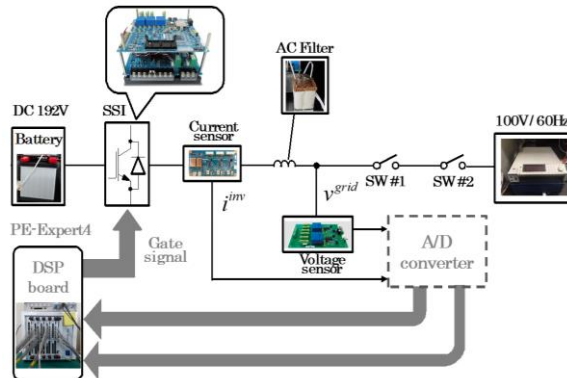 AC Filter
DC 192V
SSI
100V/ 60Hz
Battery
Current
sensor
SW#1
SW#2
i^{inv}
v^{grid}
PE-Expert4
Gate
signal
Voltage
sensor
A/D
converter
DSP
board